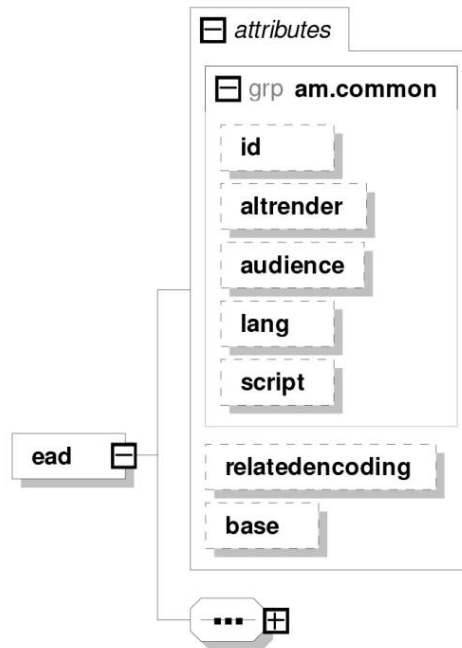 attributes
grp am.common
id
altrender
audience
lang
script
ead
relatedencoding
base